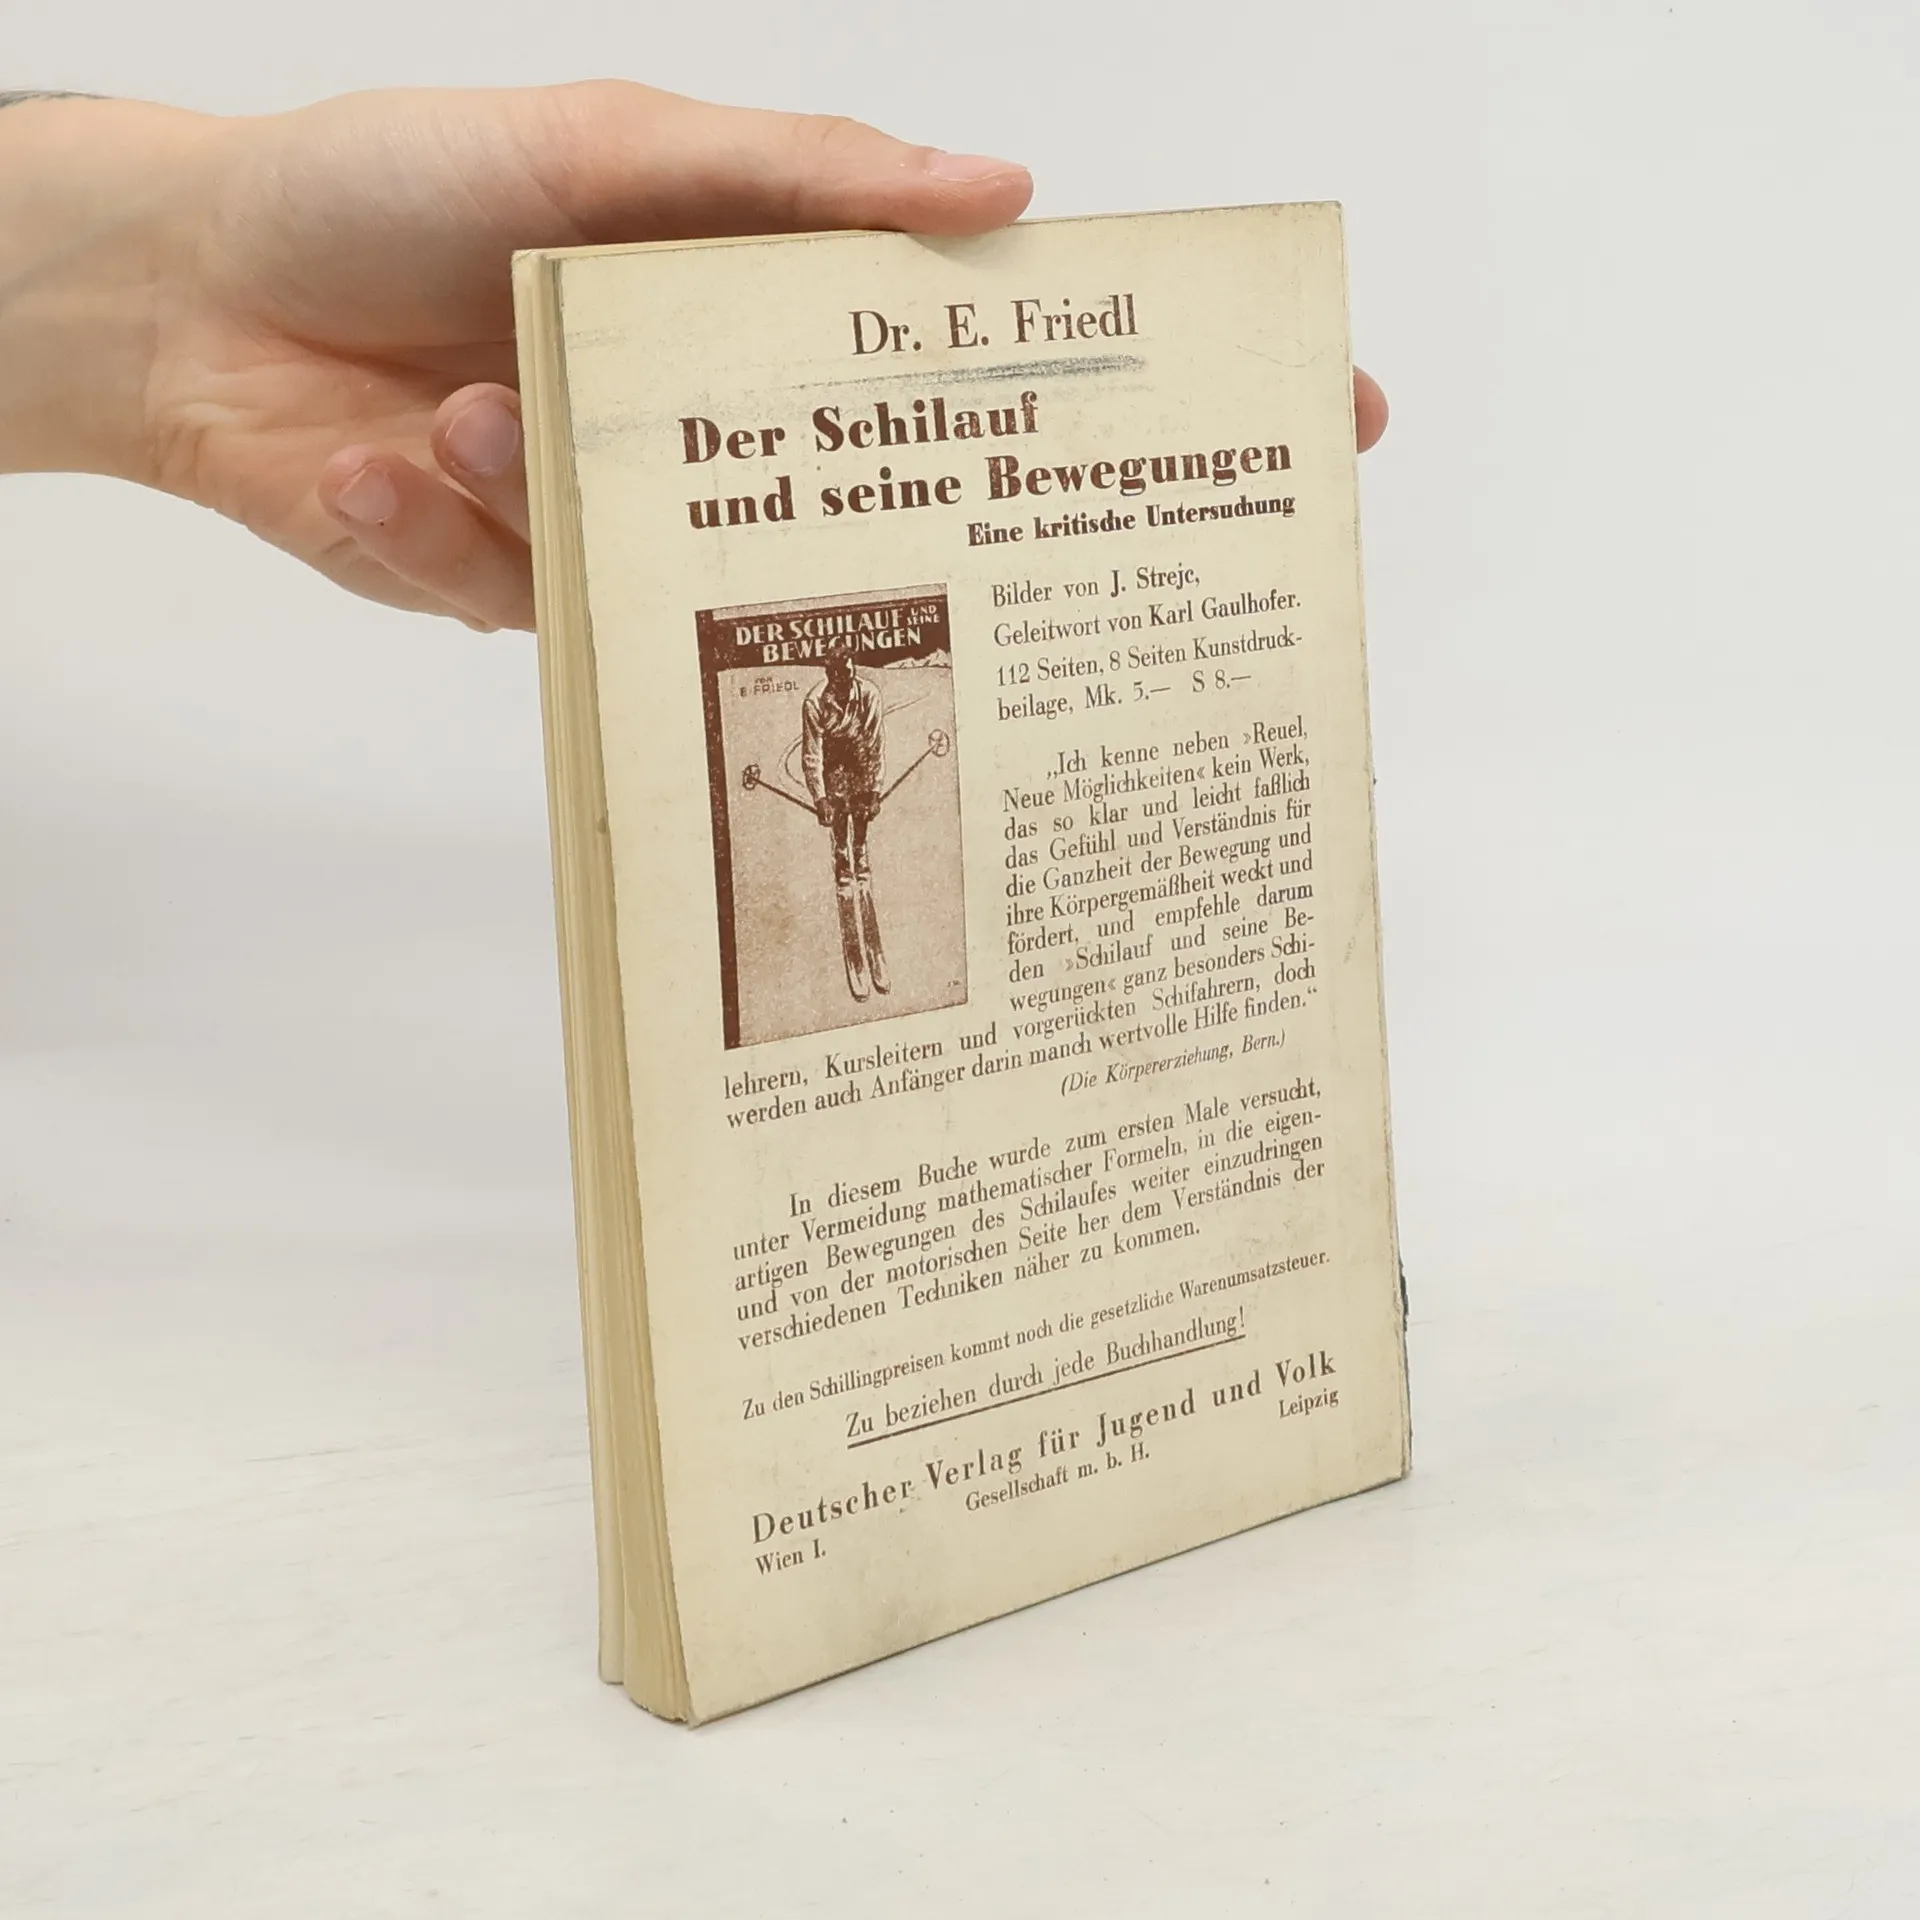 Dr. E. Friedl
Der Schilauf
und seine Bewegungen
Eine kritische Untersuchung
DER SCHILAUF UND SEINE
BEWEGUNGEN
VON
E. FRIEDL
Bilder von J. Strejc,
Geleitwort von Karl Gaulhofer.
112 Seiten, 8 Seiten Kunstdruck-
beilage, Mk. 5.— S 8.—
„Ich kenne neben »Reuel,
Neue Möglichkeiten« kein Werk,
das so klar und leicht faßlich
das Gefühl und Verständnis für
die Ganzheit der Bewegung und
ihre Körpergemäßheit weckt und
fördert, und empfehle darum
den »Schilauf und seine Be-
wegungen« ganz besonders Schi-
lehrern, Kursleitern und vorgerückten Schifahrern, doch
werden auch Anfänger darin manch wertvolle Hilfe finden.“
(Die Körpererziehung, Bern.)
In diesem Buche wurde zum ersten Male versucht,
unter Vermeidung mathematischer Formeln, in die eigen-
artigen Bewegungen des Schilaufes weiter einzudringen
und von der motorischen Seite her dem Verständnis der
verschiedenen Techniken näher zu kommen.
Zu den Schillingpreisen kommt noch die gesetzliche Warenumsatzsteuer.
Zu beziehen durch jede Buchhandlung!
Deutscher Verlag für Jugend und Volk
Wien I. Gesellschaft m. b. H. Leipzig